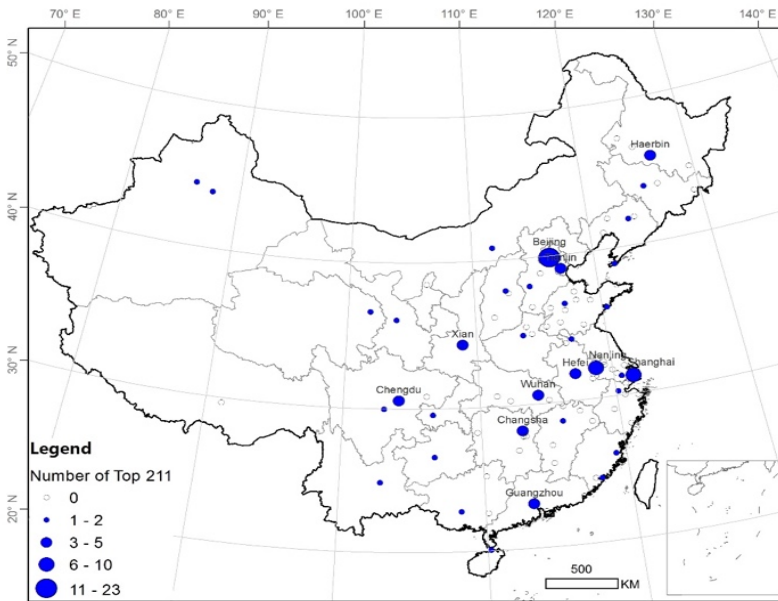 70° E 80° E 90° E 100° E 110° E 120° E 130° E 140° E
50° N
40° N
30° N
20° N
Haerbin
Beijing
Xian
Hefei Nanjing Shanghai
Chengdu
Wuhan
Changsha
Guangzhou
Legend
Number of Top 211
0
1 - 2
3 - 5
6 - 10
11 - 23
500
KM